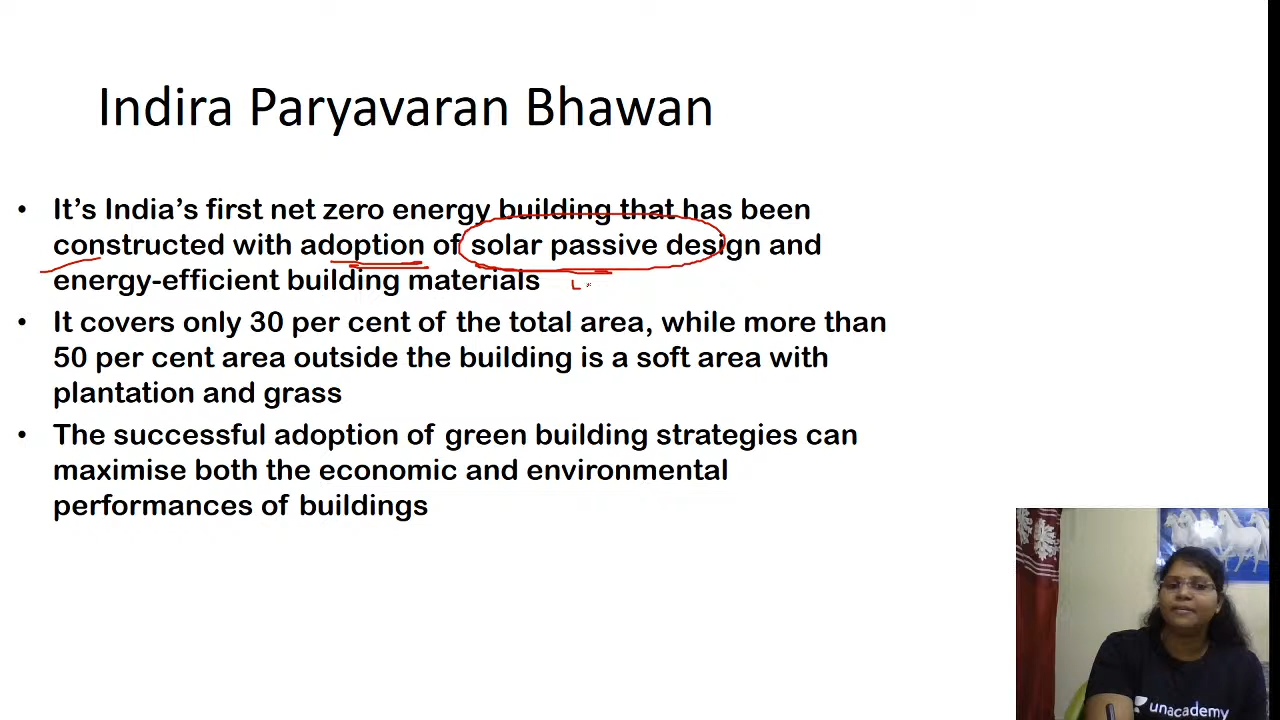 Indira Paryavaran Bhawan
• It's India's first net zero energy building that has been
constructed with adoption of solar passive design and
energy-efficient building materials
• It covers only 30 per cent of the total area, while more than
50 per cent area outside the building is a soft area with
plantation and grass
• The successful adoption of green building strategies can
maximise both the economic and environmental
performances of buildings
unacademy